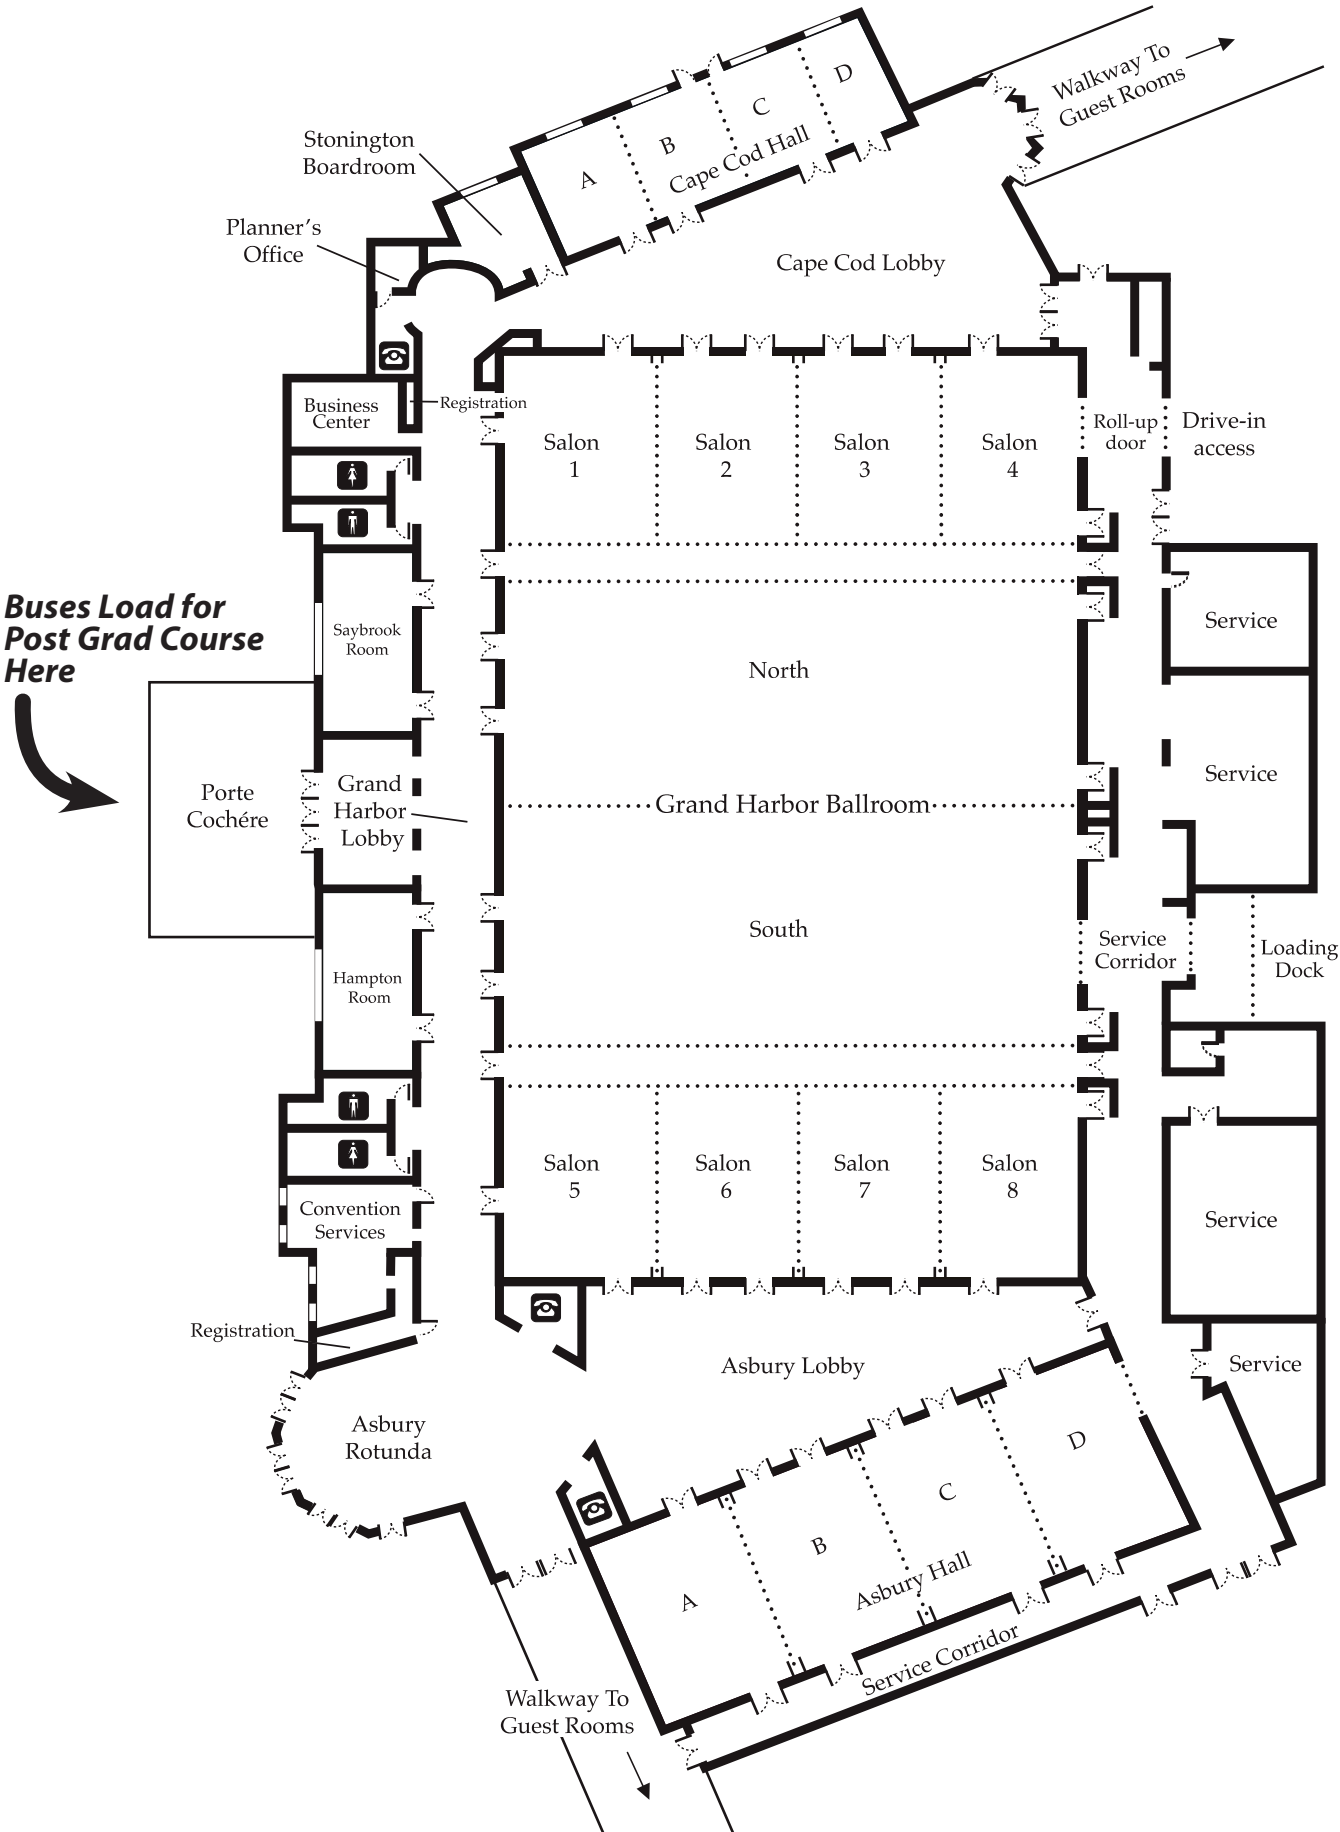 Walkway To
Guest Rooms
Stonington
Boardroom
D
C
B
A
Cape Cod Hall
Planner's
Office
Cape Cod Lobby
Business
Center
Registration
Salon
1
Salon
2
Salon
3
Salon
4
Roll-up
door
Drive-in
access
Buses Load for
Post Grad Course
Here
Saybrook
Room
Service
North
Porte
Cochére
Grand
Harbor
Lobby
Grand Harbor Ballroom
Service
South
Service
Corridor
Loading
Dock
Hampton
Room
Salon
5
Salon
6
Salon
7
Salon
8
Convention
Services
Service
Registration
Asbury Lobby
Service
Asbury
Rotunda
D
C
B
A
Asbury Hall
Service Corridor
Walkway To
Guest Rooms